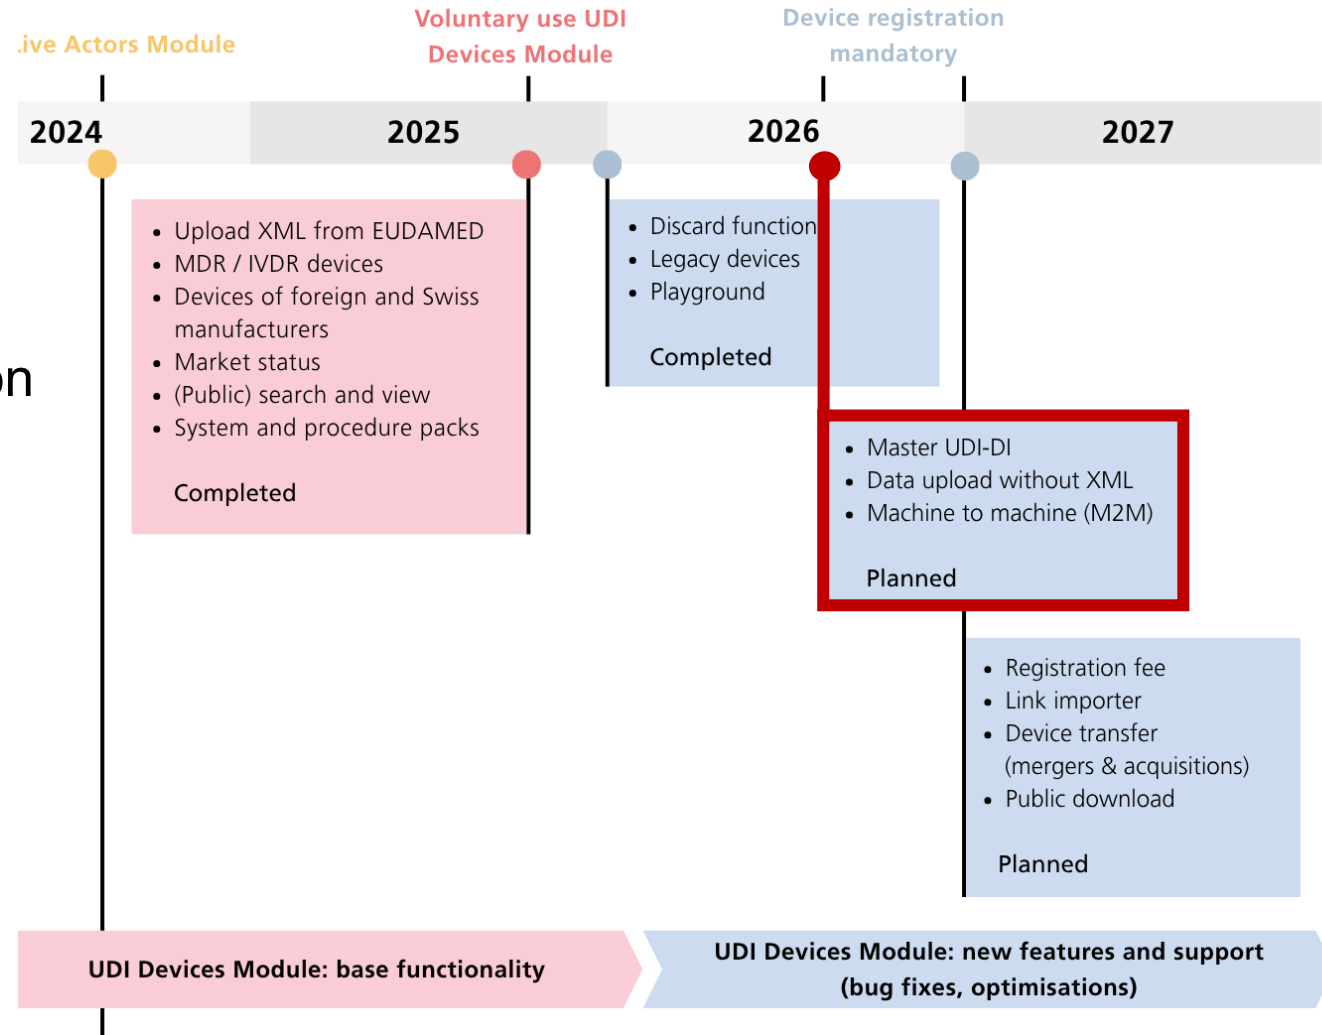 .ive Actors Module
Voluntary use UDI
Devices Module
Device registration
mandatory
2024
2025
2026
2027
• Upload XML from EUDAMED
• MDR / IVDR devices
• Devices of foreign and Swiss
manufacturers
• Market status
• (Public) search and view
• System and procedure packs
Completed
• Discard function
• Legacy devices
• Playground
Completed
on
• Master UDI-DI
• Data upload without XML
• Machine to machine (M2M)
Planned
• Registration fee
• Link importer
• Device transfer
(mergers & acquisitions)
• Public download
Planned
UDI Devices Module: base functionality
UDI Devices Module: new features and support
(bug fixes, optimisations)